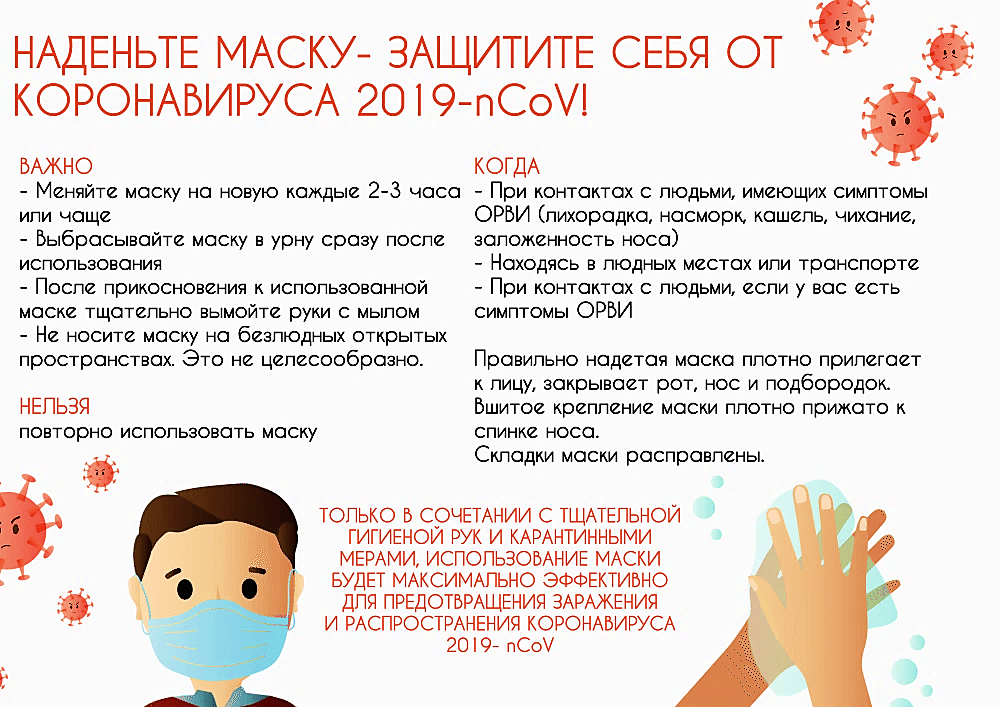 НАДЕНЬТЕ МАСКУ- ЗАЩИТИТЕ СЕБЯ ОТ
КОРОНАВИРУСА 2019-nCoV!
ВАЖНО
- Меняйте маску на новую каждые 2-3 часа
или чаще
- Выбрасывайте маску в урну сразу после
использования
- После прикосновения к использованной
маске тщательно вымойте руки с мылом
- Не носите маску на безлюдных открытых
пространствах. Это не целесообразно.
НЕЛЬЗЯ
повторно использовать маску
КОГДА
- При контактах с людьми, имеющих симптомы
ОРВИ (лихорадка, насморк, кашель, чихание,
заложенность носа)
- Находясь в людных местах или транспорте
- При контактах с людьми, если у вас есть
симптомы ОРВИ
Правильно надетая маска плотно прилегает
к лицу, закрывает рот, нос и подбородок.
Вшитое крепление маски плотно прижато к
спинке носа.
Складки маски расправлены.
ТОЛЬКО В СОЧЕТАНИИ С ТЩАТЕЛЬНОЙ
ГИГИЕНОЙ РУК И КАРАНТИННЫМИ
МЕРАМИ, ИСПОЛЬЗОВАНИЕ МАСКИ
БУДЕТ МАКСИМАЛЬНО ЭФФЕКТИВНО
ДЛЯ ПРЕДОТВРАЩЕНИЯ ЗАРАЖЕНИЯ
И РАСПРОСТРАНЕНИЯ КОРОНАВИРУСА
2019- nCoV